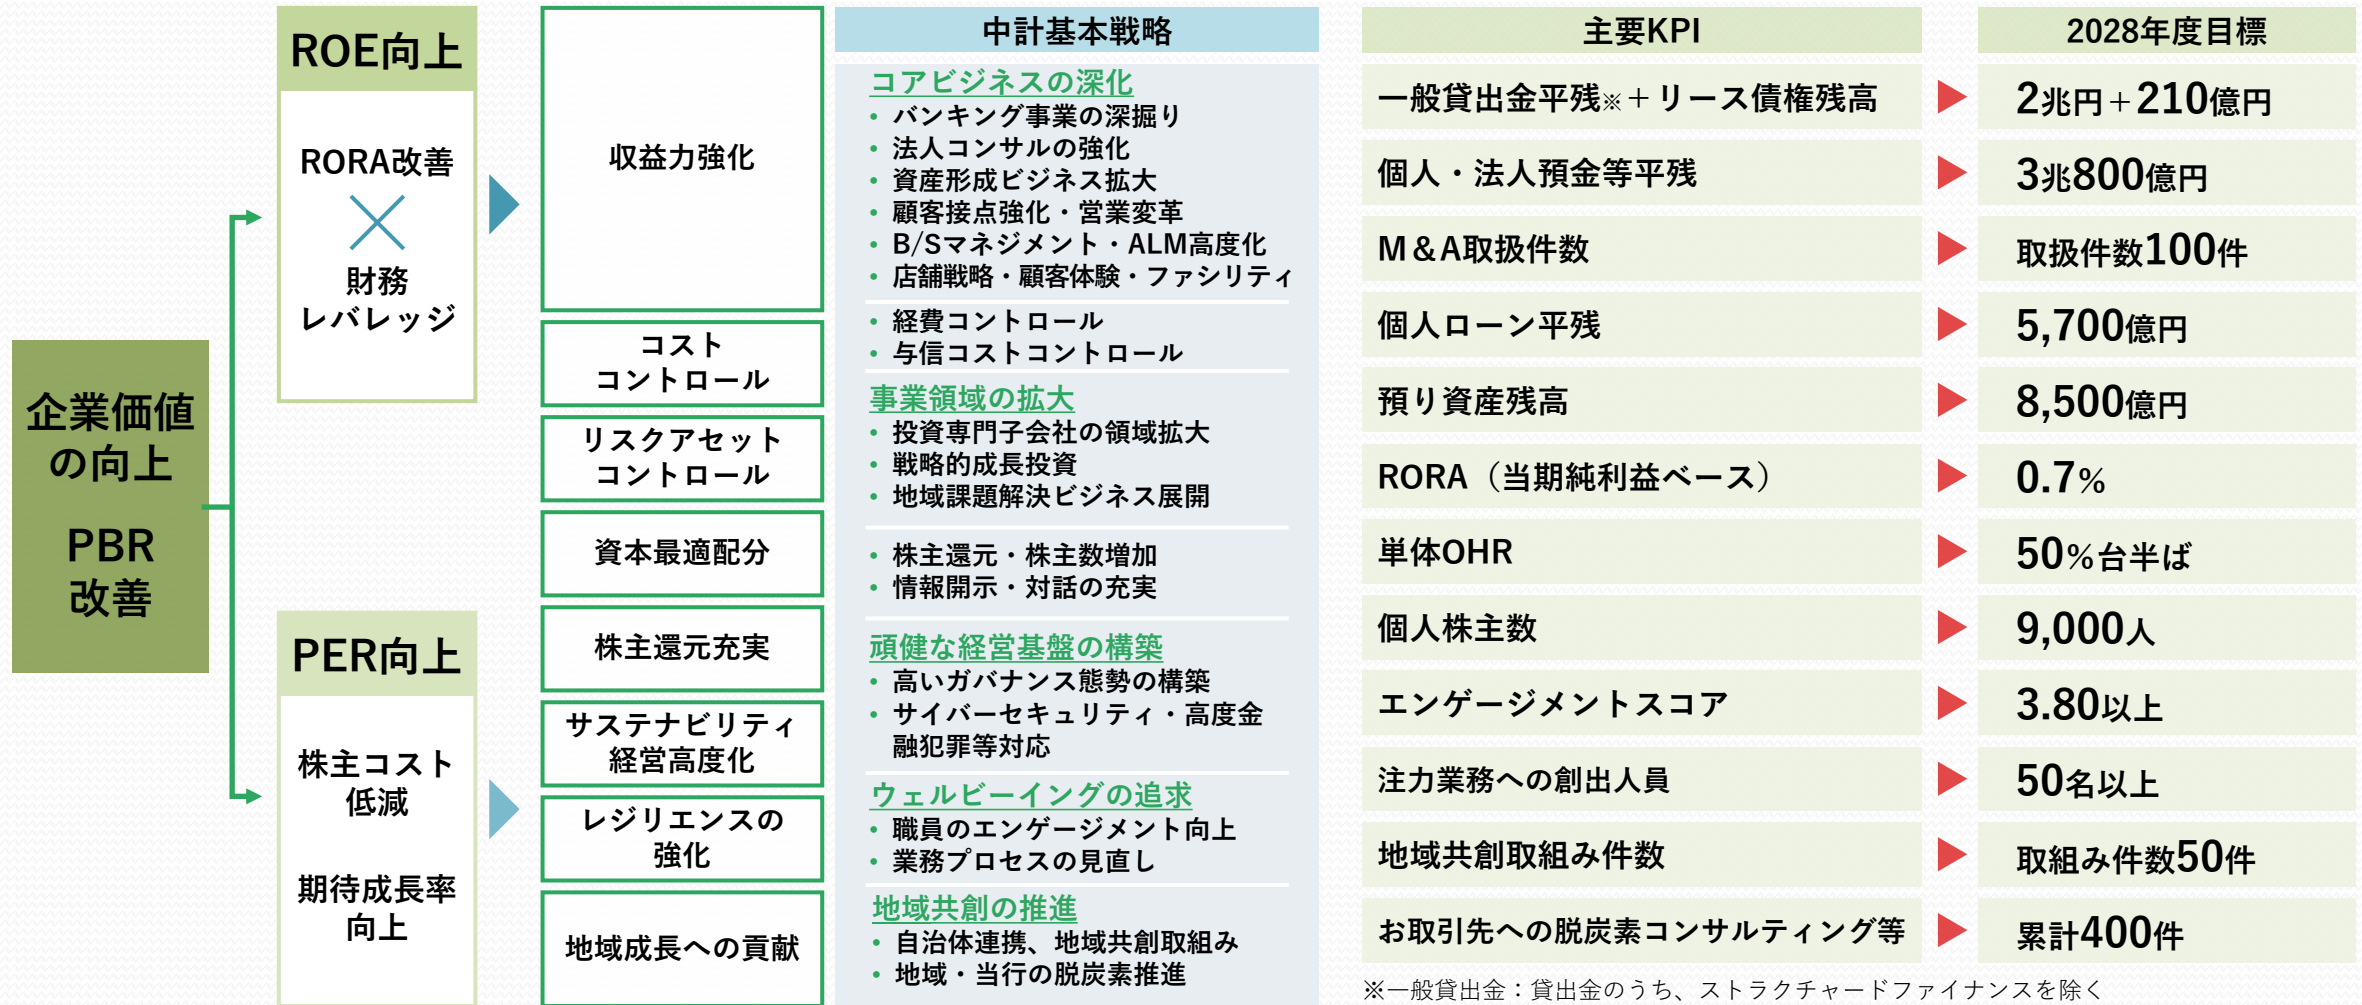 企業価値
の向上
PBR
改善
ROE向上
RORA改善
財務
レバレッジ
PER向上
株主コスト
低減
期待成長率
向上
収益力強化
コスト
コントロール
リスクアセット
コントロール
資本最適配分
株主還元充実
サステナビリティ
経営高度化
レジリエンスの
強化
地域成長への貢献
中計基本戦略
コアビジネスの深化
• バンキング事業の深掘り
• 法人コンサルの強化
• 資産形成ビジネス拡大
• 顧客接点強化・営業変革
• B/Sマネジメント・ALM高度化
• 店舗戦略・顧客体験・ファシリティ
• 経費コントロール
• 与信コストコントロール
事業領域の拡大
• 投資専門子会社の領域拡大
• 戦略的成長投資
• 地域課題解決ビジネス展開
• 株主還元・株主数増加
• 情報開示・対話の充実
頑健な経営基盤の構築
• 高いガバナンス態勢の構築
• サイバーセキュリティ・高度金
融犯罪等対応
ウェルビーイングの追求
• 職員のエンゲージメント向上
• 業務プロセスの見直し
地域共創の推進
• 自治体連携、地域共創取組み
• 地域・当行の脱炭素推進
主要KPI 2028年度目標
一般貸出金平残※＋リース債権残高 2兆円＋210億円
個人・法人預金等平残 3兆800億円
M＆A取扱件数 取扱件数100件
個人ローン平残 5,700億円
預り資産残高 8,500億円
RORA（当期純利益ベース） 0.7%
単体OHR 50%台半ば
個人株主数 9,000人
エンゲージメントスコア 3.80以上
注力業務への創出人員 50名以上
地域共創取組み件数 取組み件数50件
お取引先への脱炭素コンサルティング等 累計400件
※一般貸出金：貸出金のうち、ストラクチャードファイナンスを除く